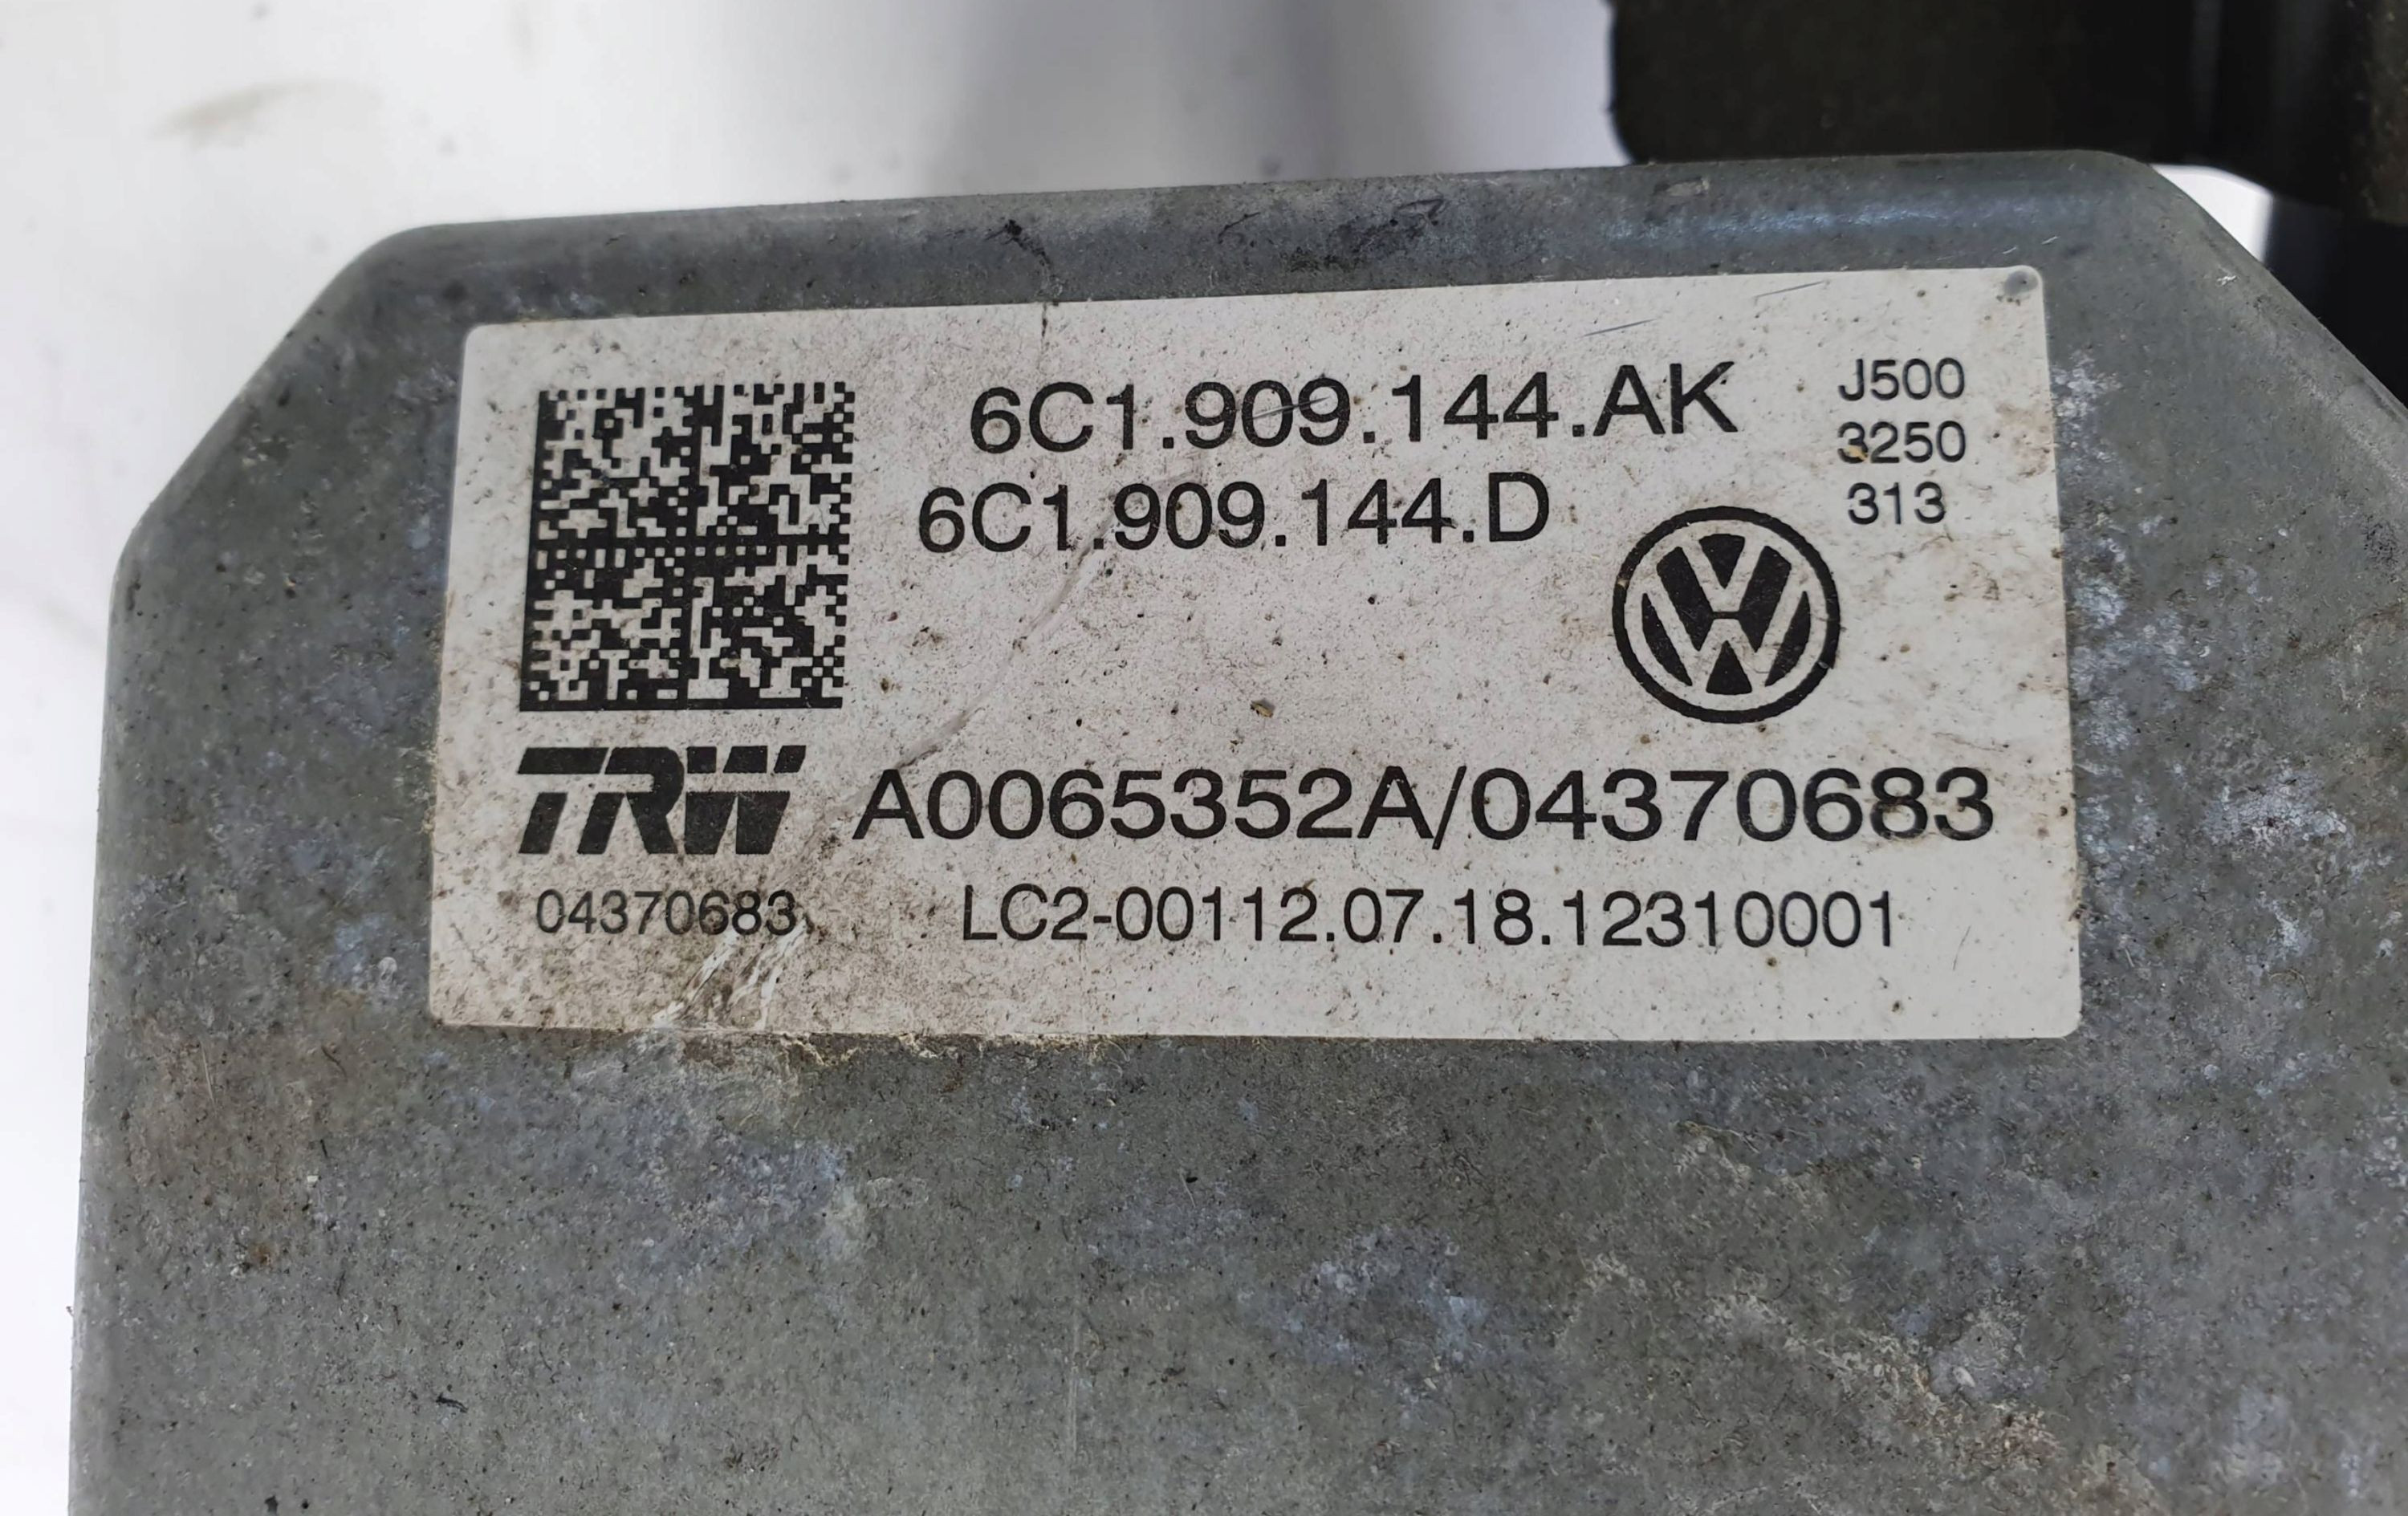 6C1.909.144.AK
6C1.909.144.D
J500
3250
313
TRW
A0065352A/04370683
04370683
LC2-00112.07.18.12310001